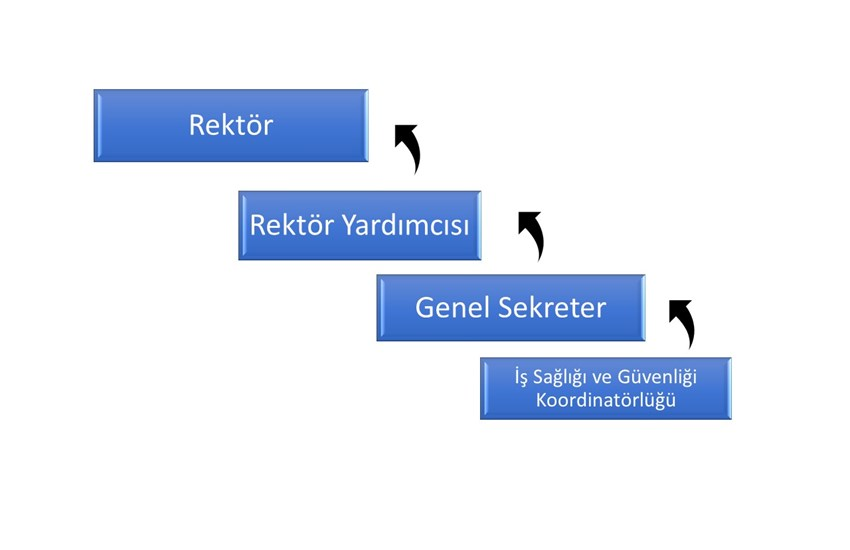 Rektör
Rektör Yardımcısı
Genel Sekreter
İş Sağlığı ve Güvenliği
Koordinatörlüğü